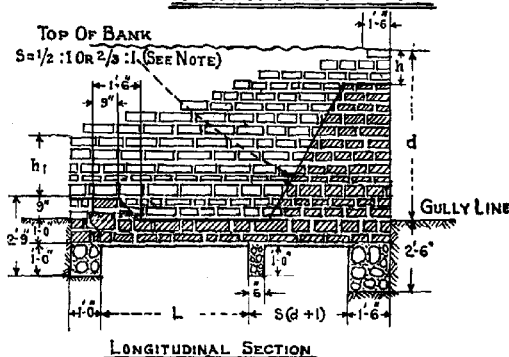 1'-6"
TOP OF BANK
S=1/2 : 1 OR 2/3 : 1. (SEE NOTE)
1'-6"
9"
h
d
h1
9"
1'-0"
2'-9"
1'-0"
GULLY LINE
2'-6"
1'-0"
6"
1'-0"
L
S(d+1)
1'-6"
LONGITUDINAL SECTION